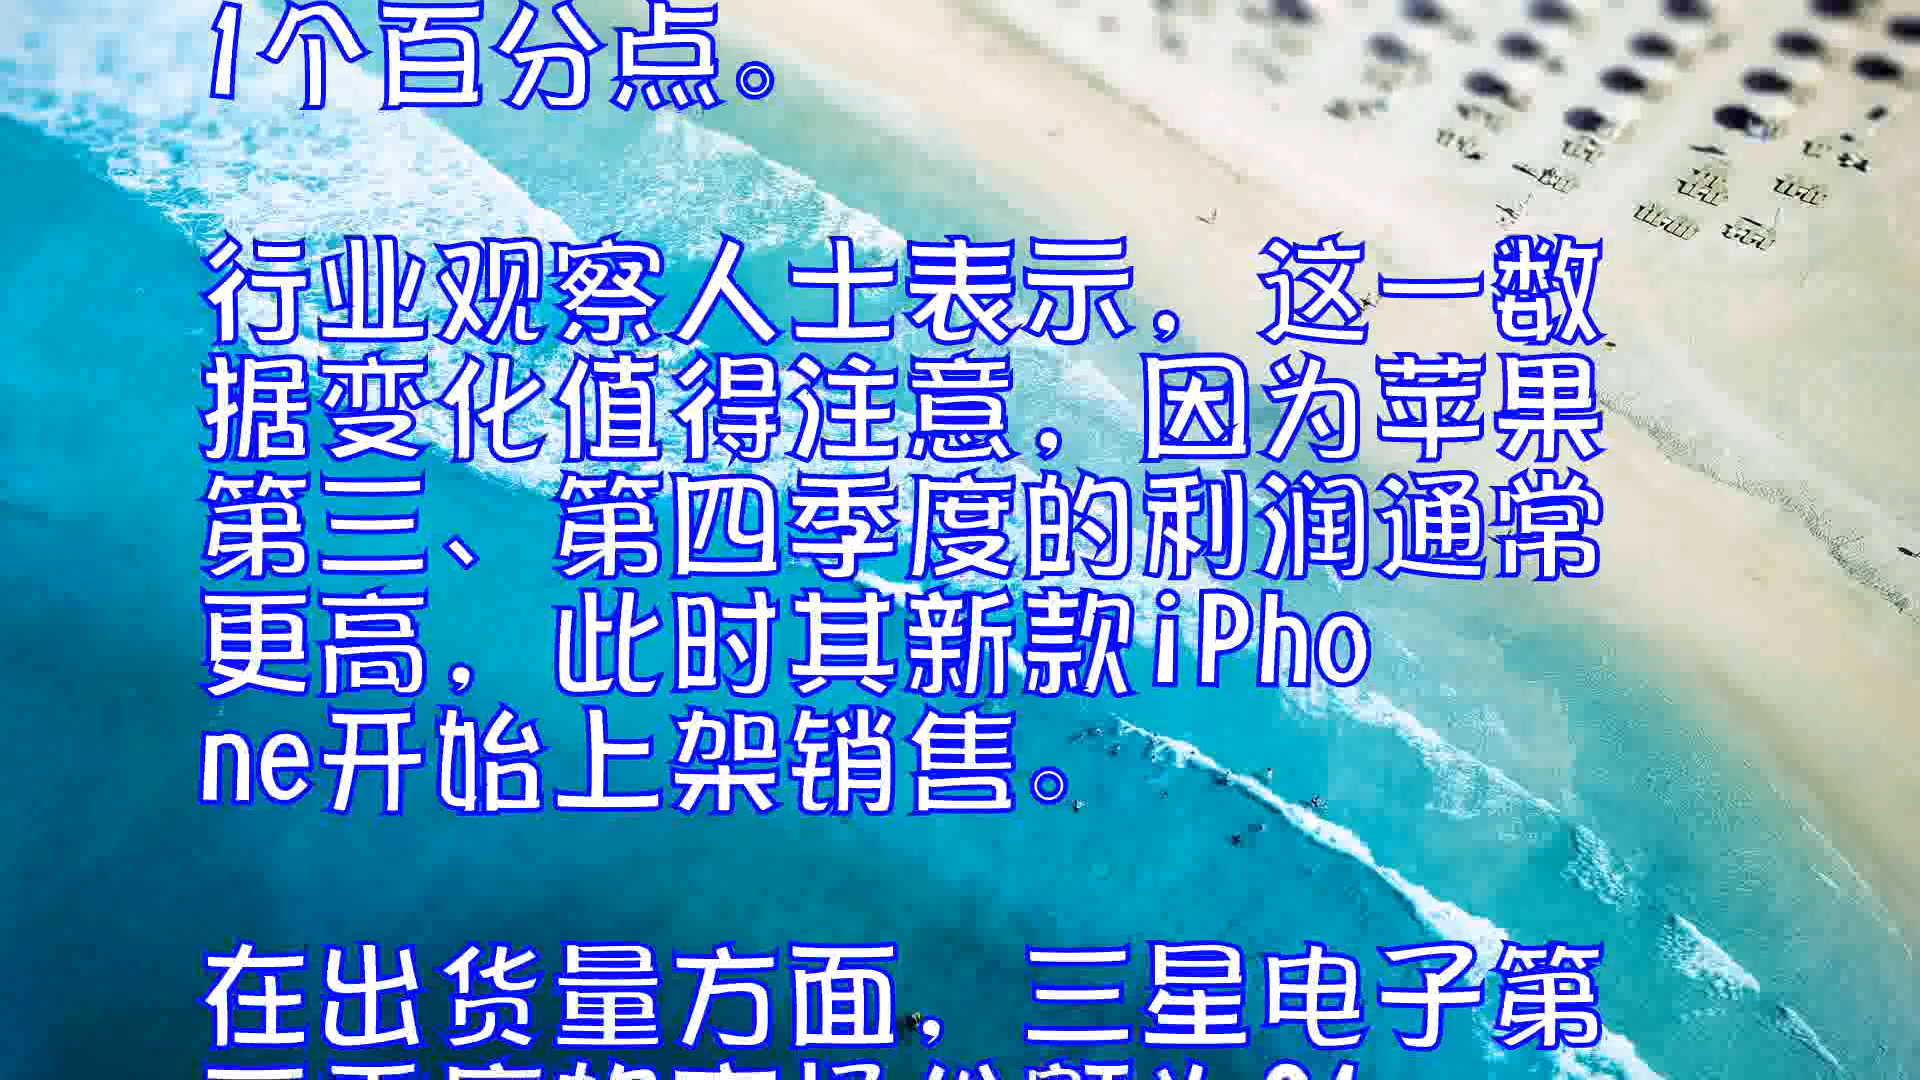 1个百分点。
行业观察人士表示，这一数
据变化值得注意，因为苹果
第三、第四季度的利润通常
更高，此时其新款iPho
ne开始上架销售。
在出货量方面，三星电子第